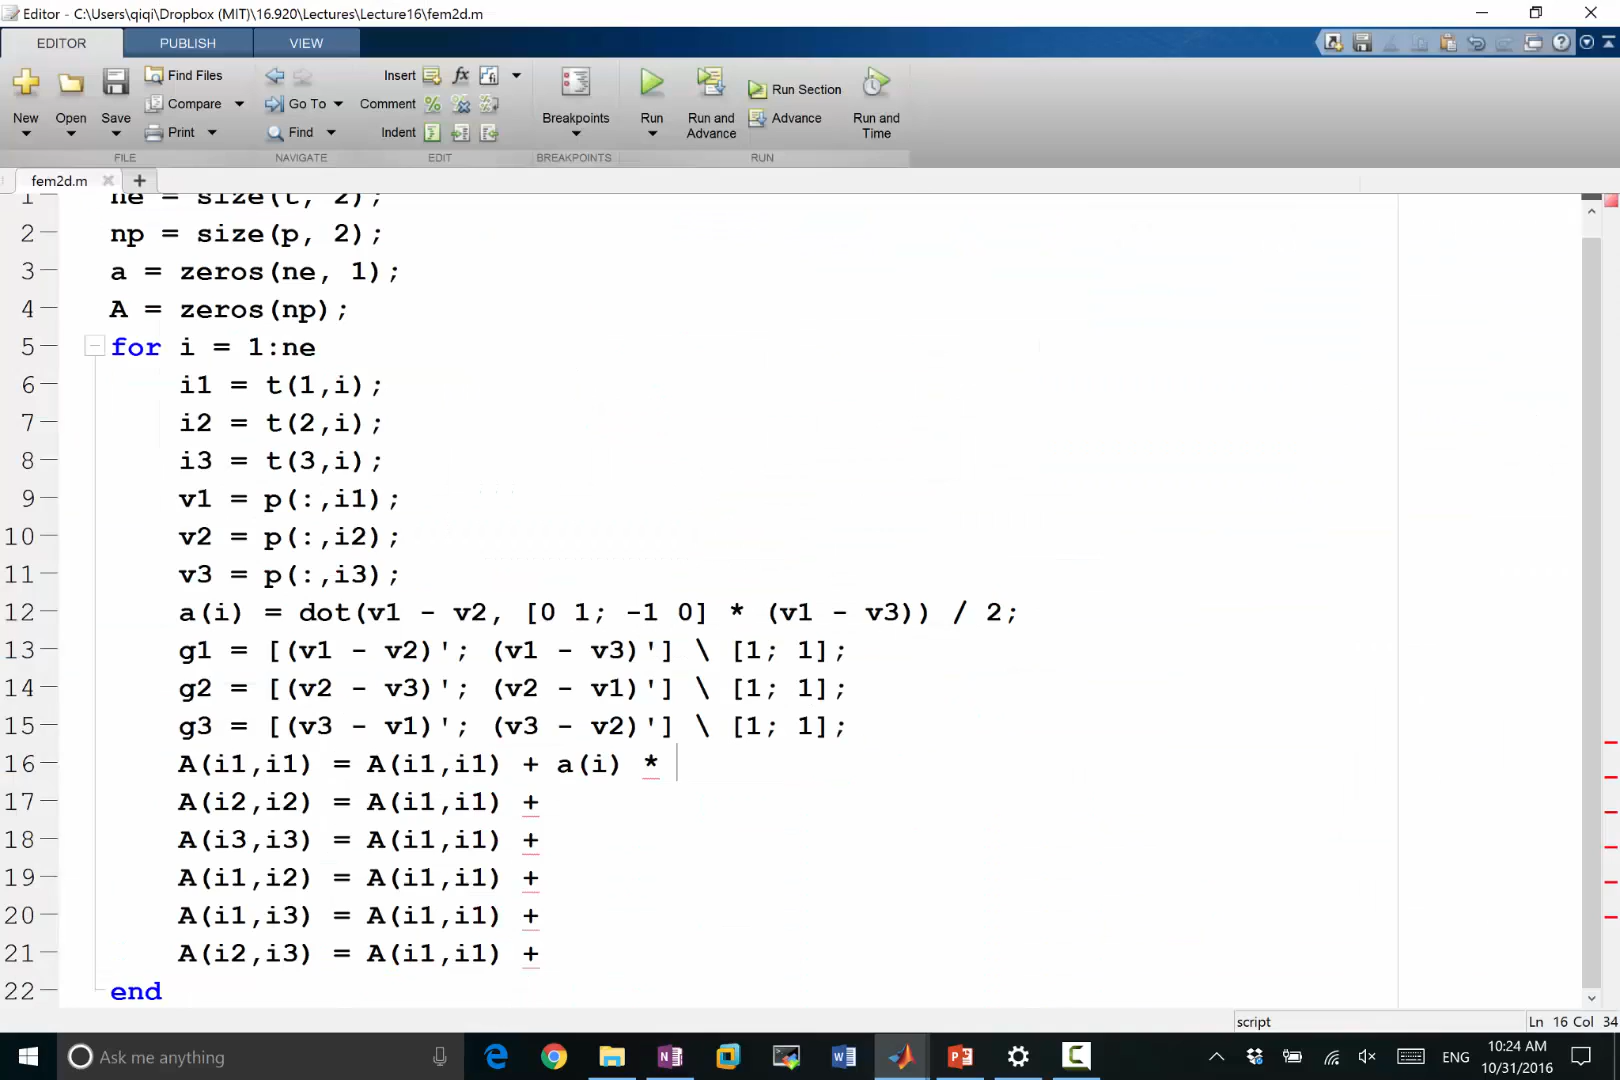 Editor - C:\Users\qiqi\Dropbox (MIT)\16.920\Lectures\Lecture16\fem2d.m
EDITOR PUBLISH VIEW
New Open Save Find Files Compare Print
Go To Find
Insert Comment Indent
Breakpoints
Run Run and Advance Run Section Advance Run and Time
FILE NAVIGATE EDIT BREAKPOINTS RUN
fem2d.m
1 ne = size(t, 2);
2 np = size(p, 2);
3 a = zeros(ne, 1);
4 A = zeros(np);
5 for i = 1:ne
6 i1 = t(1,i);
7 i2 = t(2,i);
8 i3 = t(3,i);
9 v1 = p(:,i1);
10 v2 = p(:,i2);
11 v3 = p(:,i3);
12 a(i) = dot(v1 - v2, [0 1; -1 0] * (v1 - v3)) / 2;
13 g1 = [(v1 - v2)'; (v1 - v3)'] \ [1; 1];
14 g2 = [(v2 - v3)'; (v2 - v1)'] \ [1; 1];
15 g3 = [(v3 - v1)'; (v3 - v2)'] \ [1; 1];
16 A(i1,i1) = A(i1,i1) + a(i) *
17 A(i2,i2) = A(i1,i1) +
18 A(i3,i3) = A(i1,i1) +
19 A(i1,i2) = A(i1,i1) +
20 A(i1,i3) = A(i1,i1) +
21 A(i2,i3) = A(i1,i1) +
22 end
script Ln 16 Col 34
Ask me anything
ENG
10:24 AM
10/31/2016